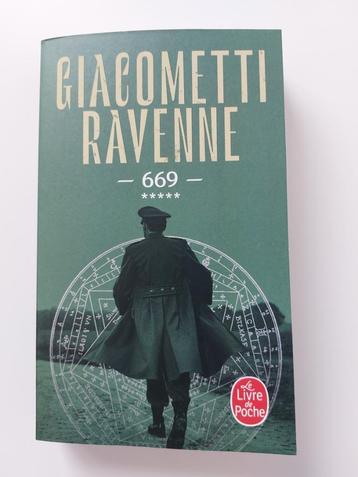 GIACOMETTI
RAVENNE
— 669 —
*****
Le
Livre
de
Poche